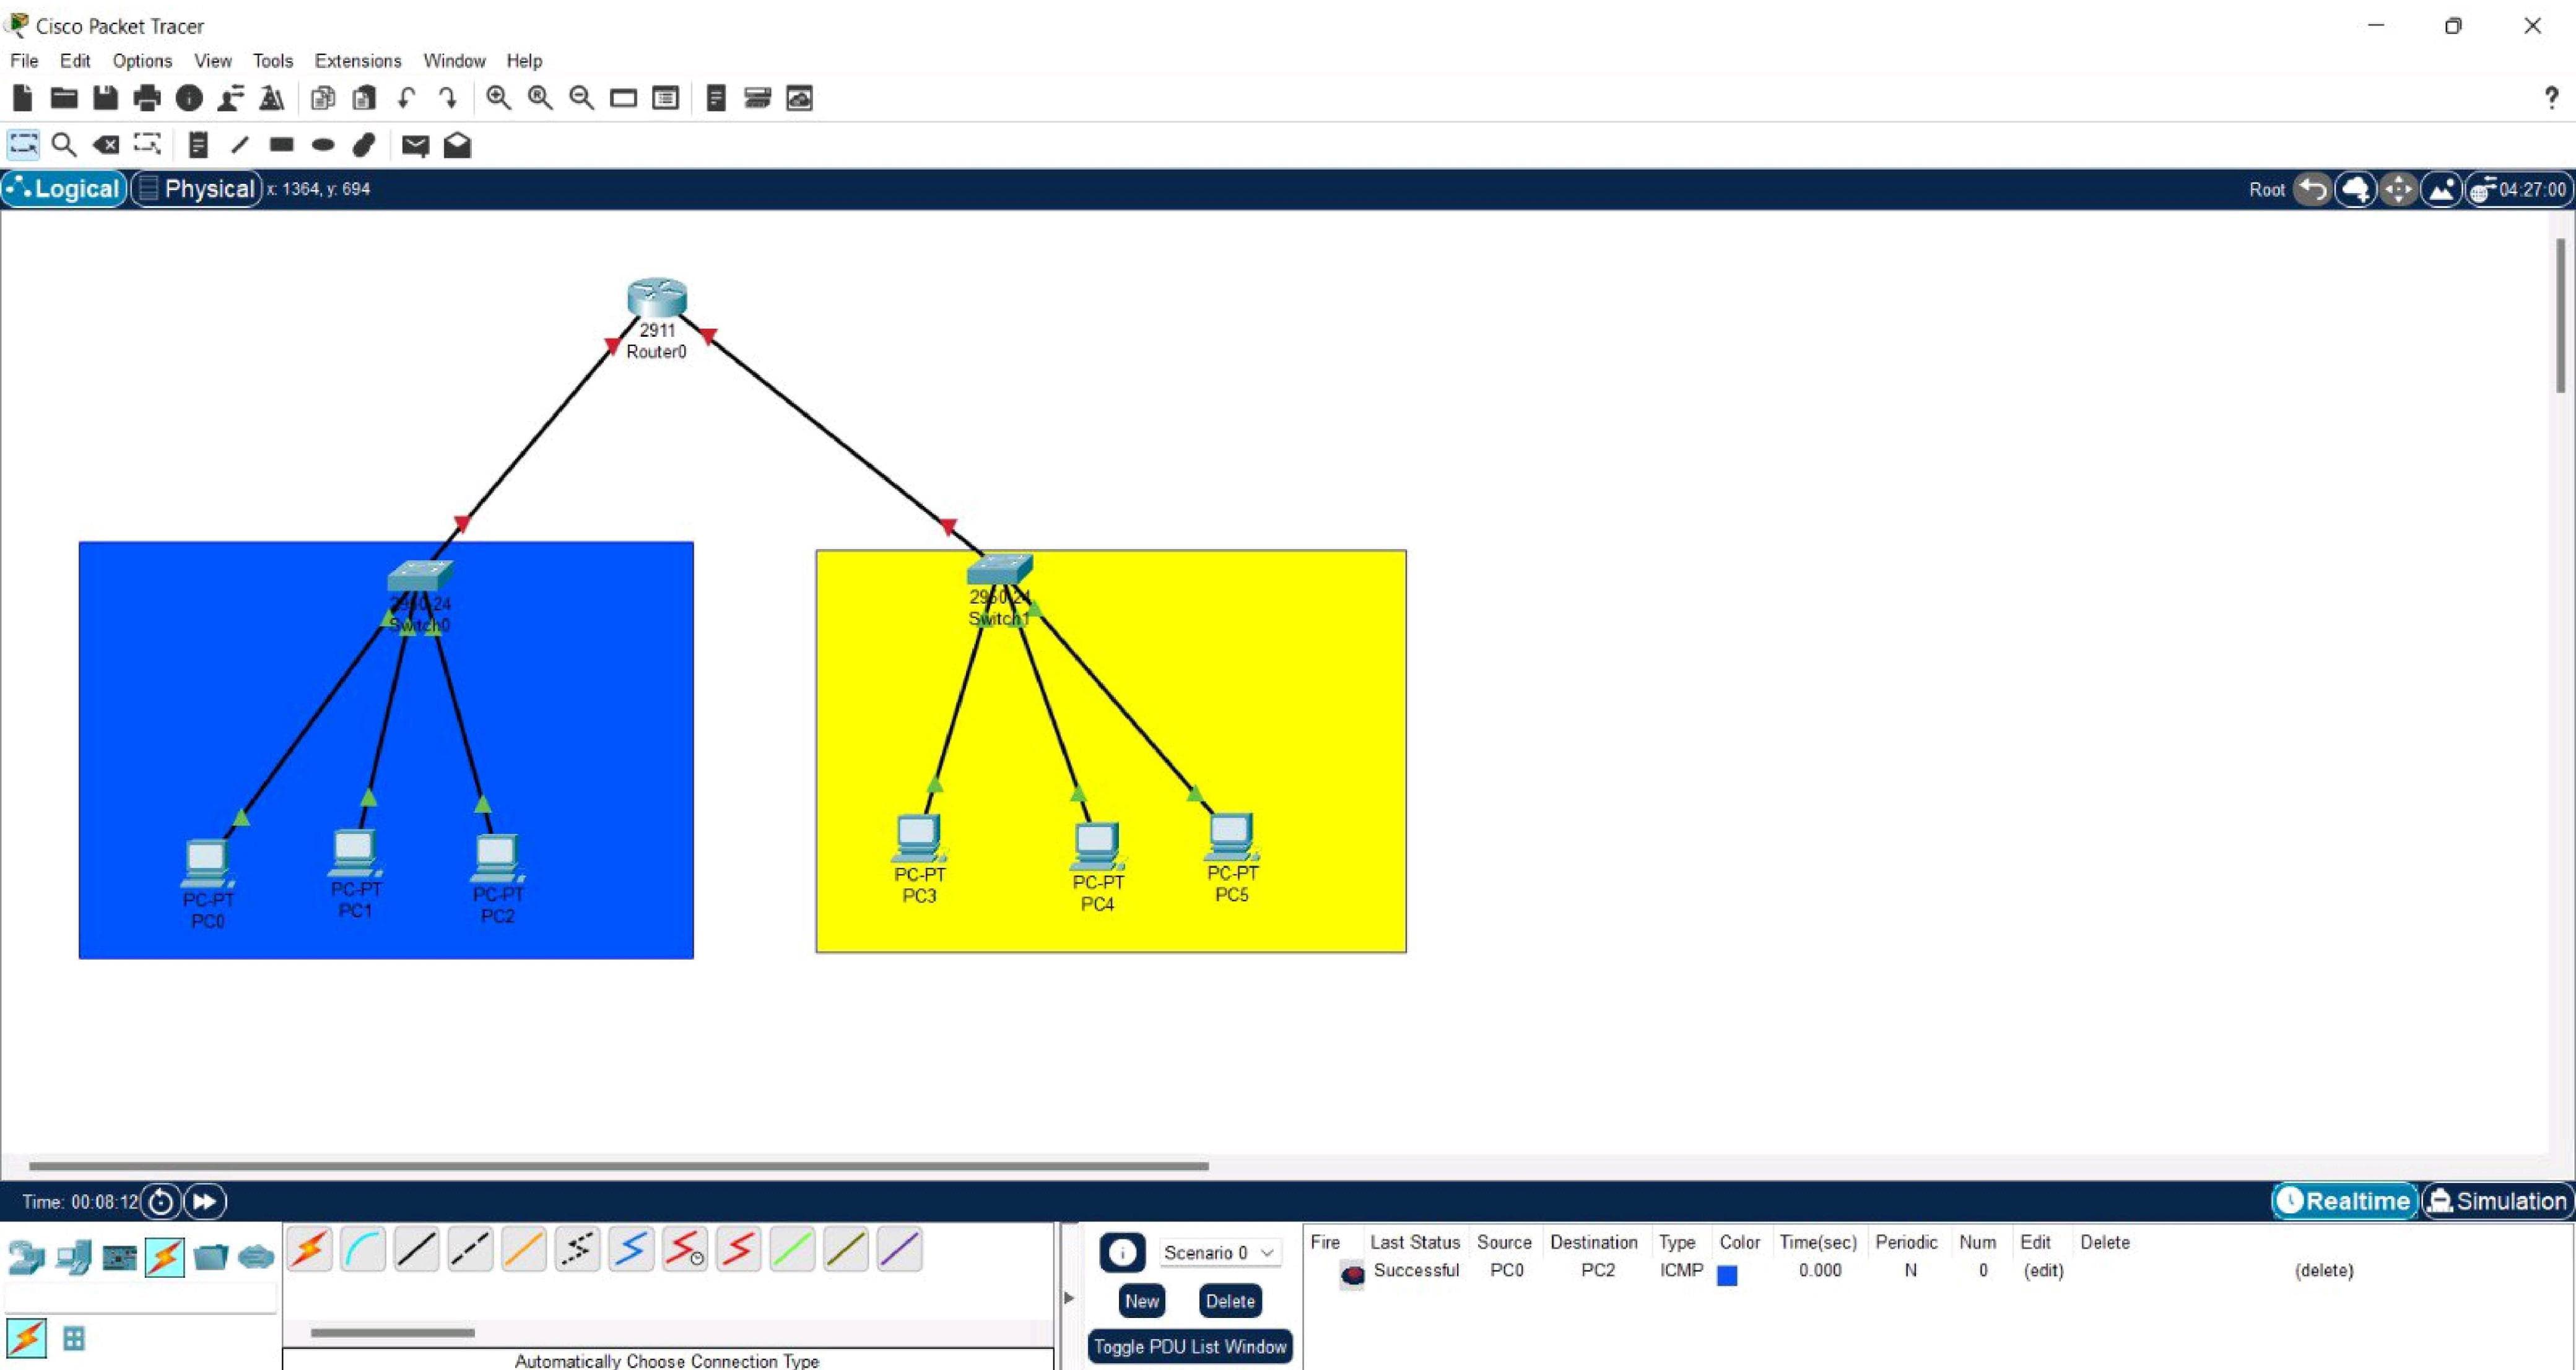 Cisco Packet Tracer
File Edit Options View Tools Extensions Window Help
?
Logical Physical x: 1364, y: 694 Root 04:27:00
2911
Router0
2950-24
Switch0
2950-24
Switch1
PC-PT
PC0
PC-PT
PC1
PC-PT
PC2
PC-PT
PC3
PC-PT
PC4
PC-PT
PC5
Time: 00:08:12 Realtime Simulation
Scenario 0
New Delete
Toggle PDU List Window
Fire Last Status Source Destination Type Color Time(sec) Periodic Num Edit Delete
Successful PC0 PC2 ICMP 0.000 N 0 (edit) (delete)
Automatically Choose Connection Type